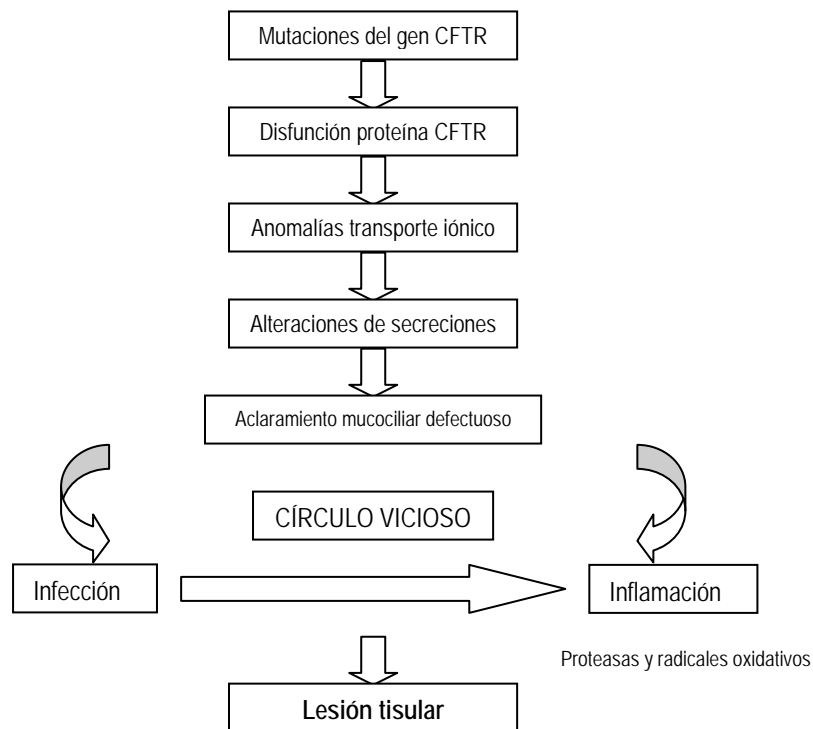 Mutaciones del gen CFTR
Disfunción proteína CFTR
Anomalías transporte iónico
Alteraciones de secreciones
Aclaramiento mucociliar defectuoso
CÍRCULO VICIOSO
Infección
Inflamación
Proteasas y radicales oxidativos
Lesión tisular